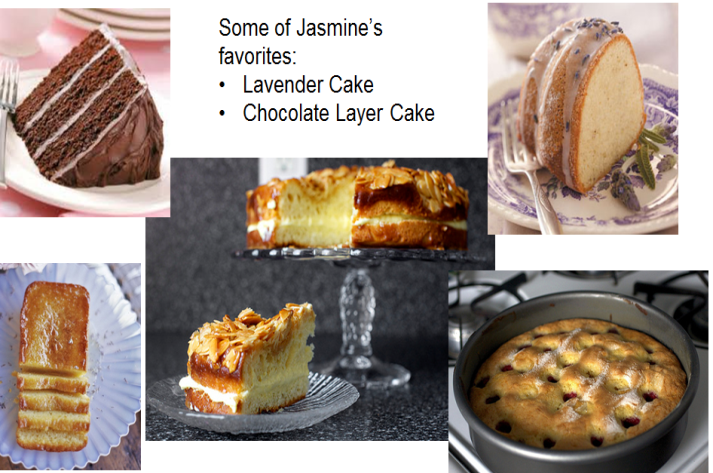 Some of Jasmine's
favorites:
• Lavender Cake
• Chocolate Layer Cake